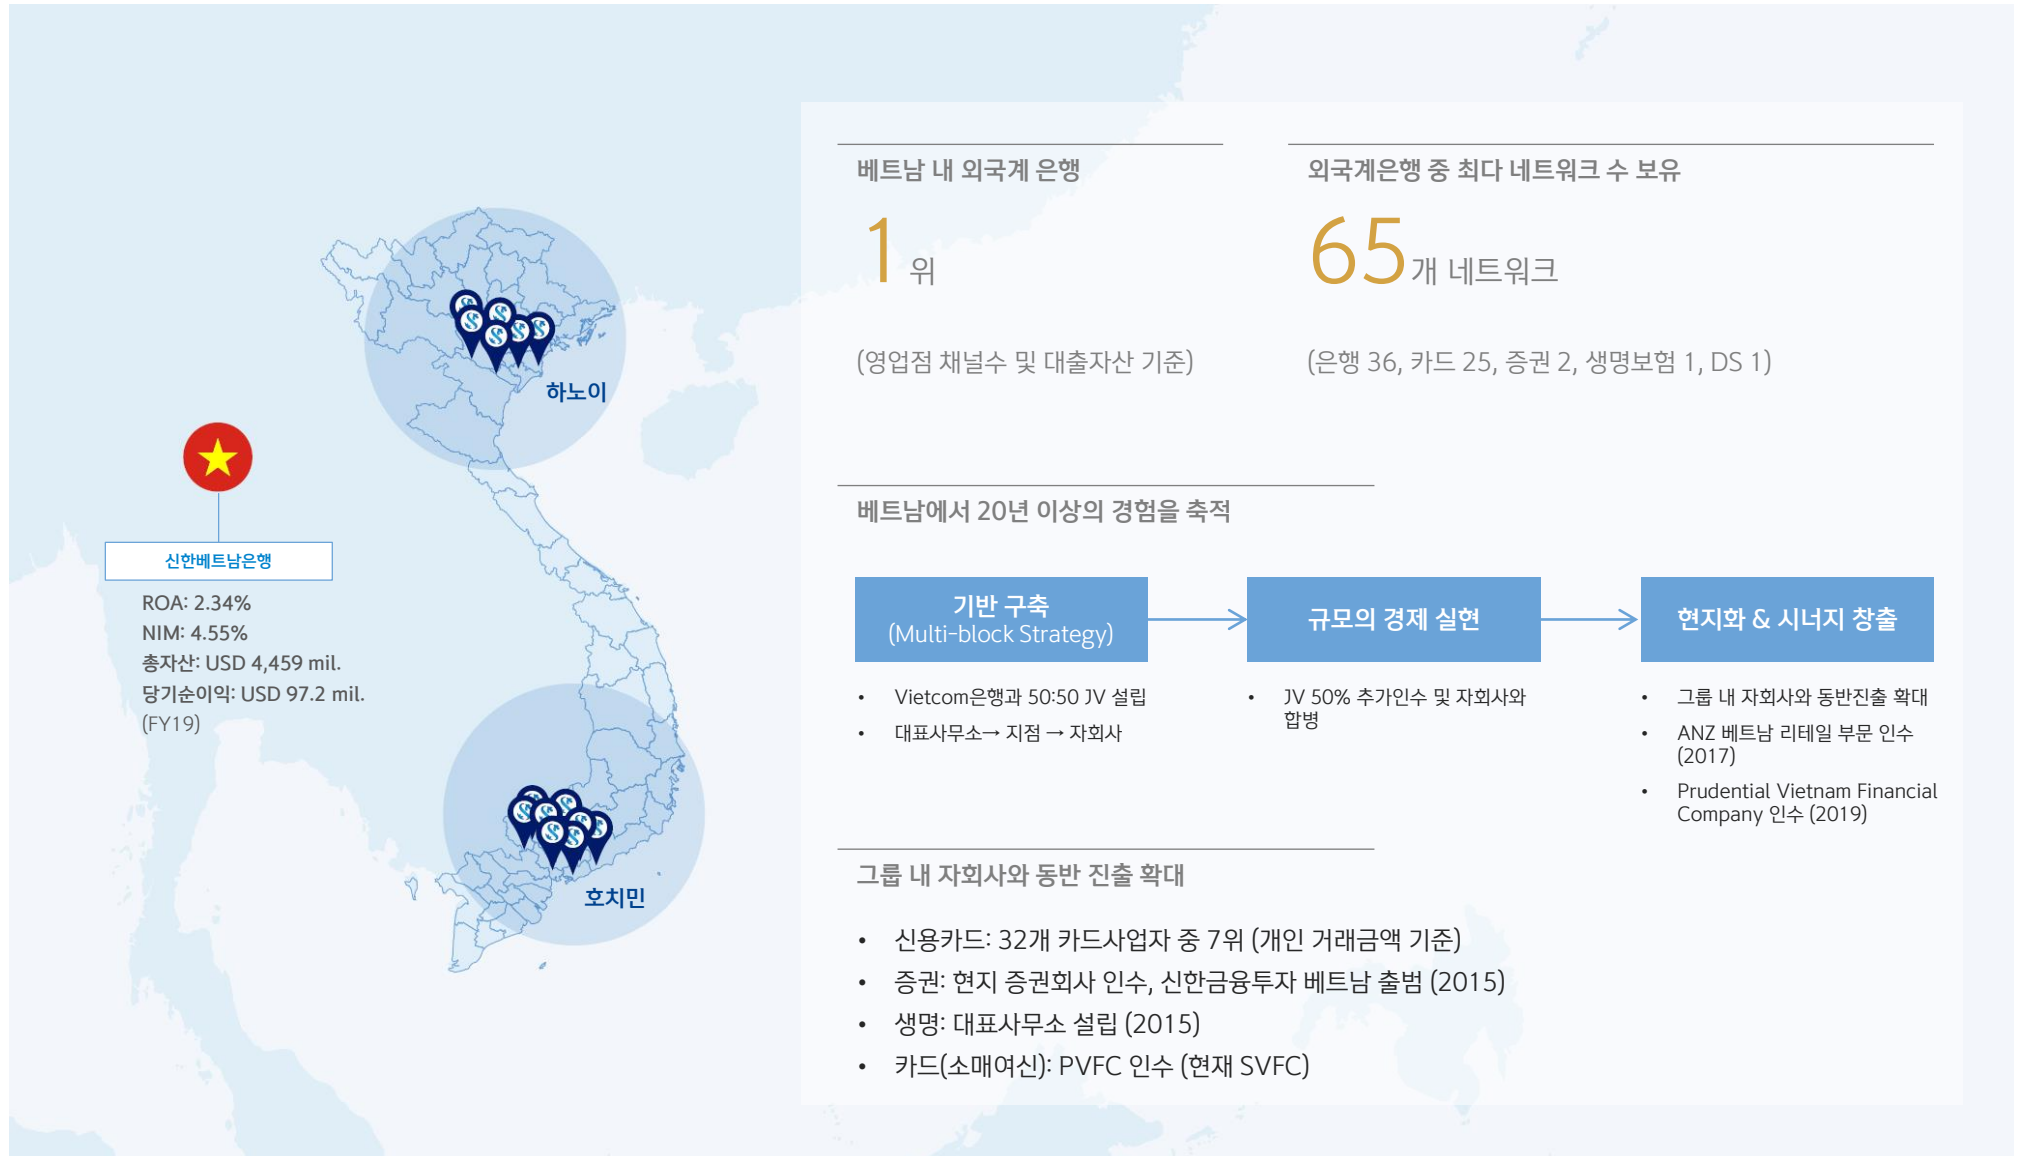 하노이
호치민
신한베트남은행
ROA: 2.34%
NIM: 4.55%
총자산: USD 4,459 mil.
당기순이익: USD 97.2 mil.
(FY19)
베트남 내 외국계 은행
1위
(영업점 채널수 및 대출자산 기준)
외국계은행 중 최다 네트워크 수 보유
65개 네트워크
(은행 36, 카드 25, 증권 2, 생명보험 1, DS 1)
베트남에서 20년 이상의 경험을 축적
기반 구축
(Multi-block Strategy)
• Vietcom은행과 50:50 JV 설립
• 대표사무소→ 지점 → 자회사
규모의 경제 실현
• JV 50% 추가인수 및 자회사와
합병
현지화 & 시너지 창출
• 그룹 내 자회사와 동반진출 확대
• ANZ 베트남 리테일 부문 인수
(2017)
• Prudential Vietnam Financial
Company 인수 (2019)
그룹 내 자회사와 동반 진출 확대
• 신용카드: 32개 카드사업자 중 7위 (개인 거래금액 기준)
• 증권: 현지 증권회사 인수, 신한금융투자 베트남 출범 (2015)
• 생명: 대표사무소 설립 (2015)
• 카드(소매여신): PVFC 인수 (현재 SVFC)